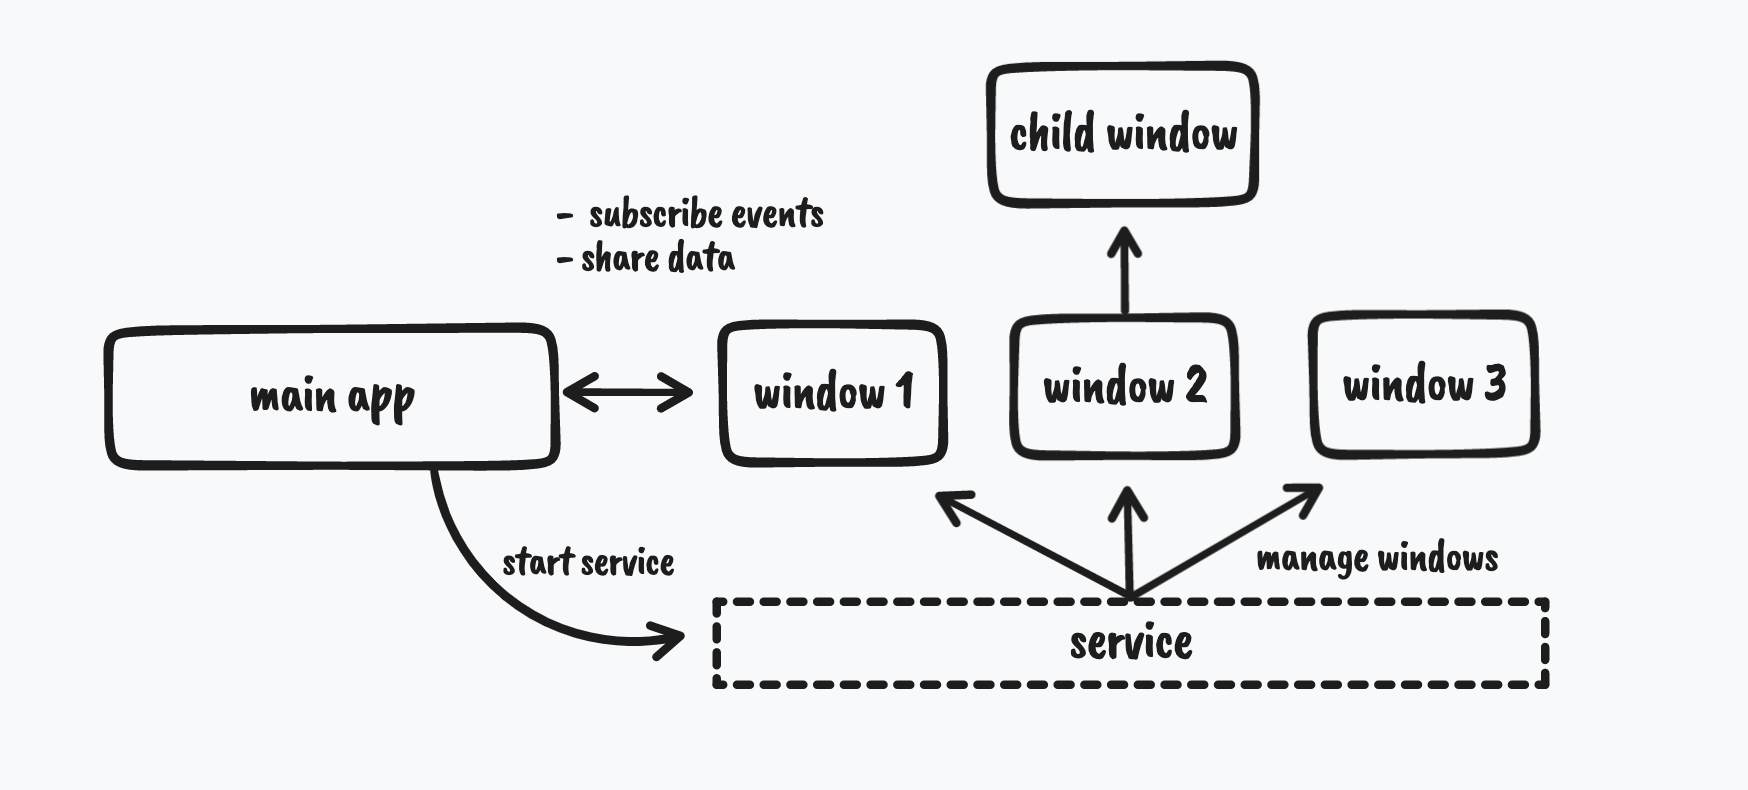 child window
- subscribe events
- share data
main app
window 1
window 2
window 3
start service
manage windows
service